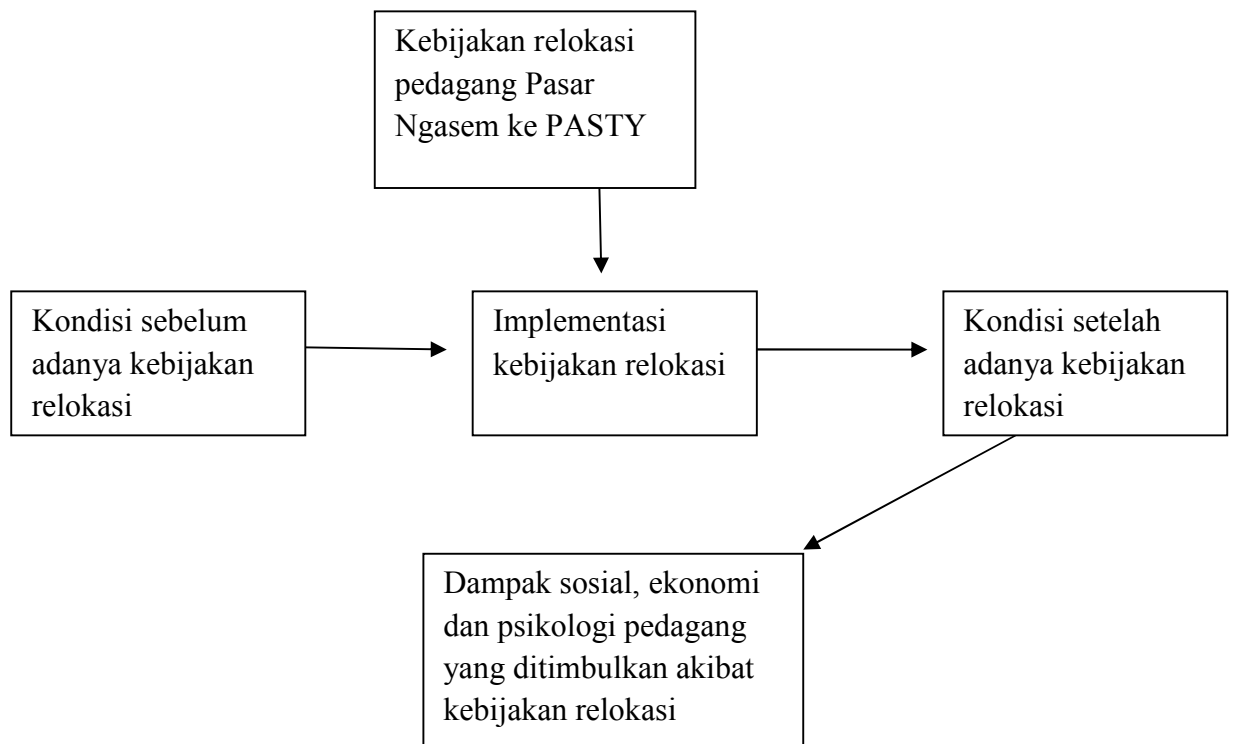 Kebijakan relokasi
pedagang Pasar
Ngasem ke PASTY
Kondisi sebelum
adanya kebijakan
relokasi
Implementasi
kebijakan relokasi
Kondisi setelah
adanya kebijakan
relokasi
Dampak sosial, ekonomi
dan psikologi pedagang
yang ditimbulkan akibat
kebijakan relokasi